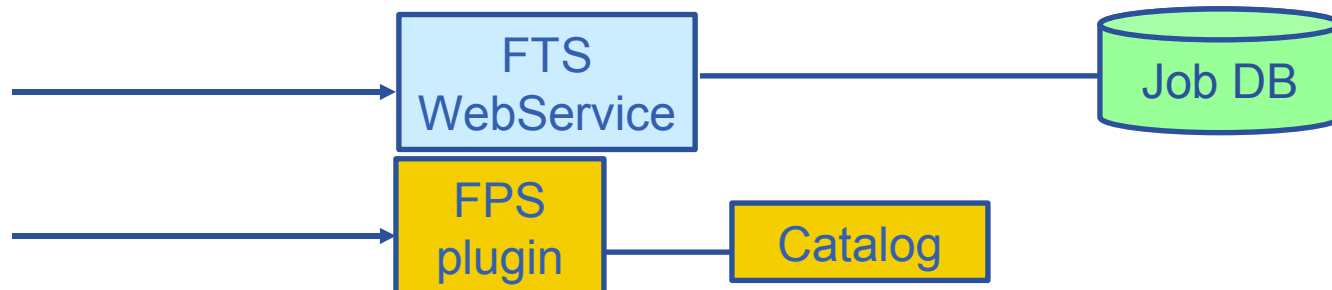 FTS
WebService
Job DB
FPS
plugin
Catalog